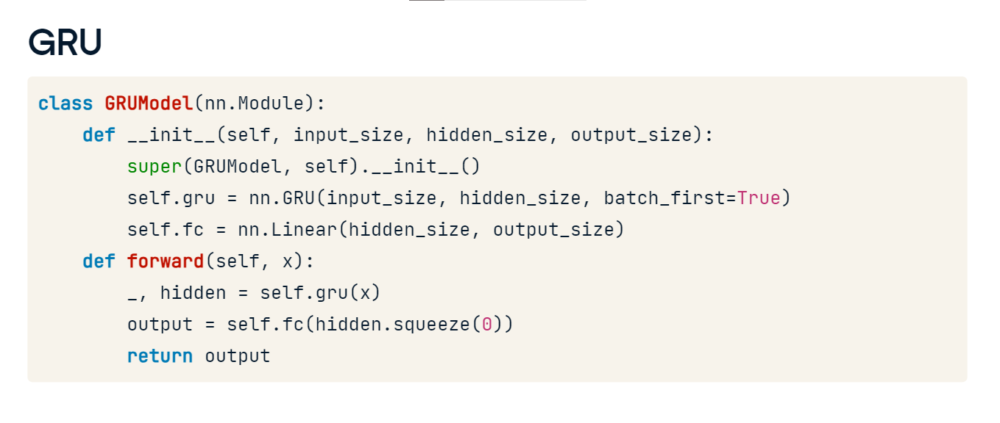 GRU
class GRUModel(nn.Module):
    def __init__(self, input_size, hidden_size, output_size):
        super(GRUModel, self).__init__()
        self.gru = nn.GRU(input_size, hidden_size, batch_first=True)
        self.fc = nn.Linear(hidden_size, output_size)
    def forward(self, x):
        _, hidden = self.gru(x)
        output = self.fc(hidden.squeeze(0))
        return output